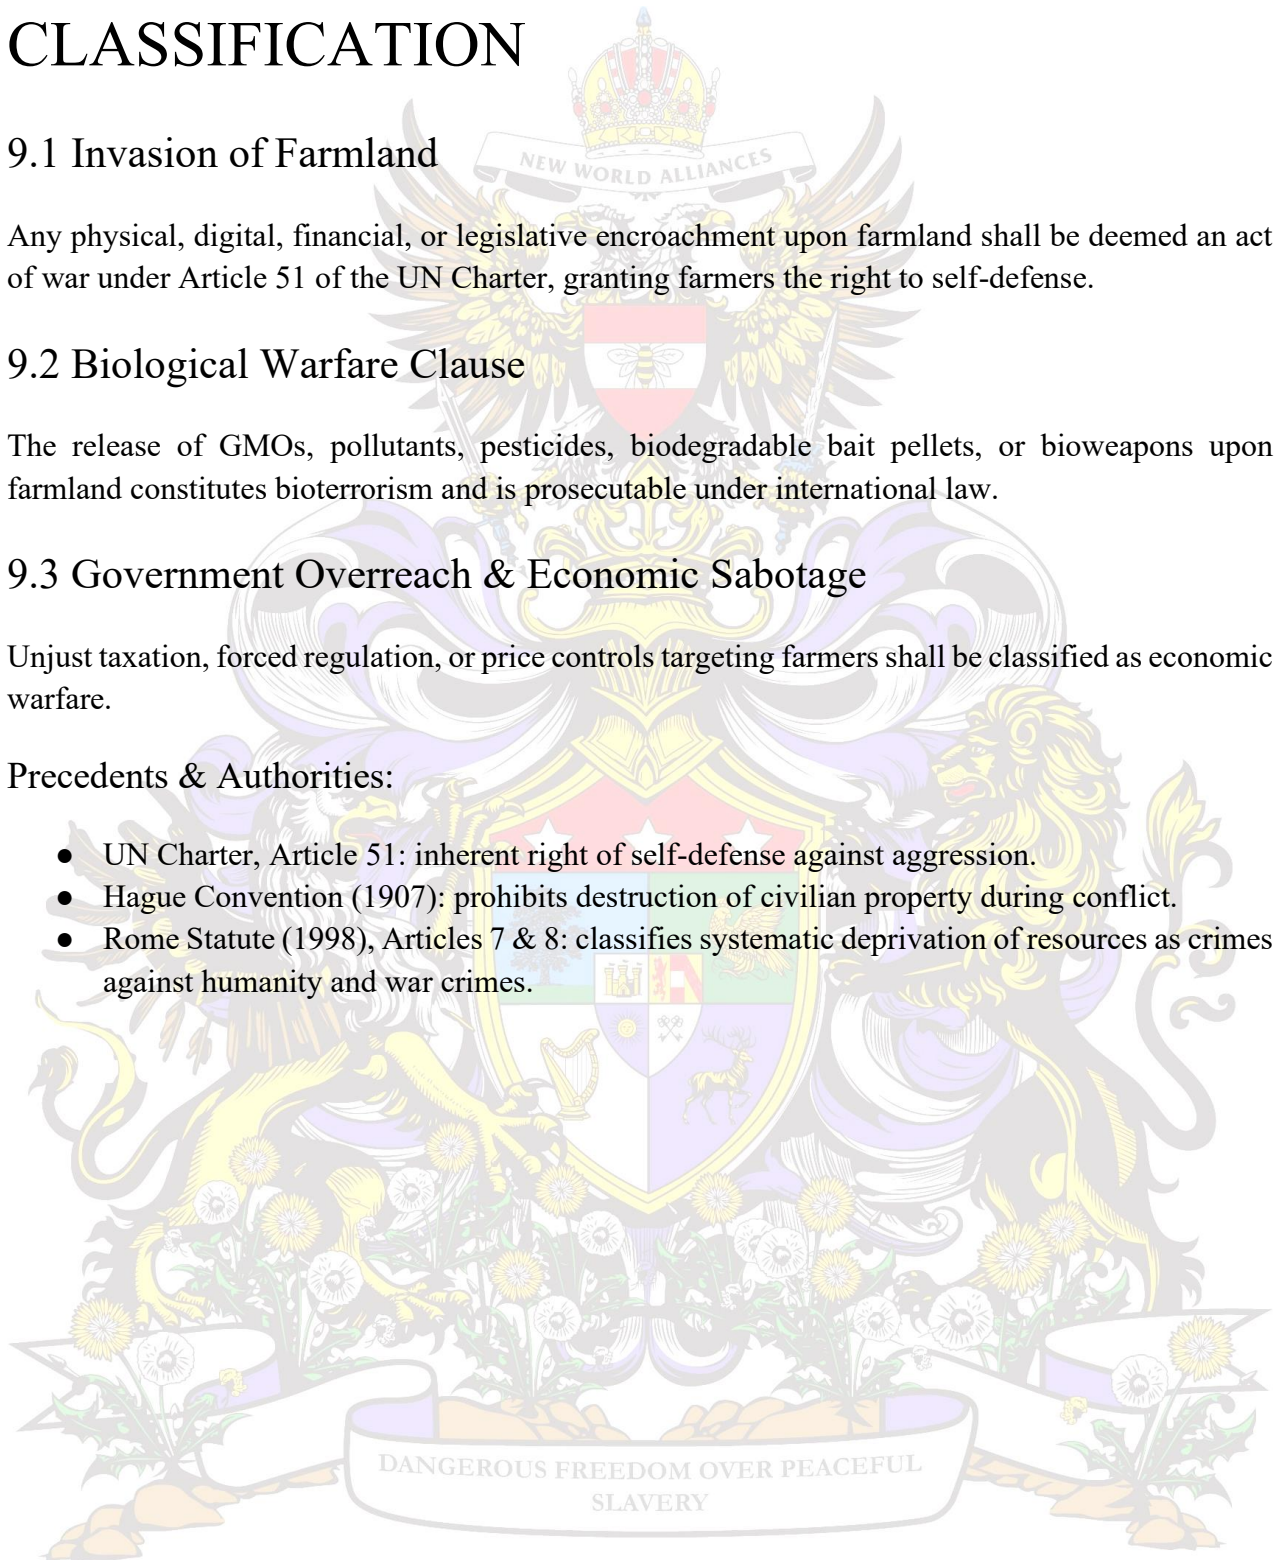 CLASSIFICATION
NEW WORLD ALLIANCES
9.1 Invasion of Farmland
Any physical, digital, financial, or legislative encroachment upon farmland shall be deemed an act
of war under Article 51 of the UN Charter, granting farmers the right to self-defense.
9.2 Biological Warfare Clause
The release of GMOs, pollutants, pesticides, biodegradable bait pellets, or bioweapons upon
farmland constitutes bioterrorism and is prosecutable under international law.
9.3 Government Overreach & Economic Sabotage
Unjust taxation, forced regulation, or price controls targeting farmers shall be classified as economic
warfare.
Precedents & Authorities:
● UN Charter, Article 51: inherent right of self-defense against aggression.
● Hague Convention (1907): prohibits destruction of civilian property during conflict.
● Rome Statute (1998), Articles 7 & 8: classifies systematic deprivation of resources as crimes
against humanity and war crimes.
DANGEROUS FREEDOM OVER PEACEFUL
SLAVERY